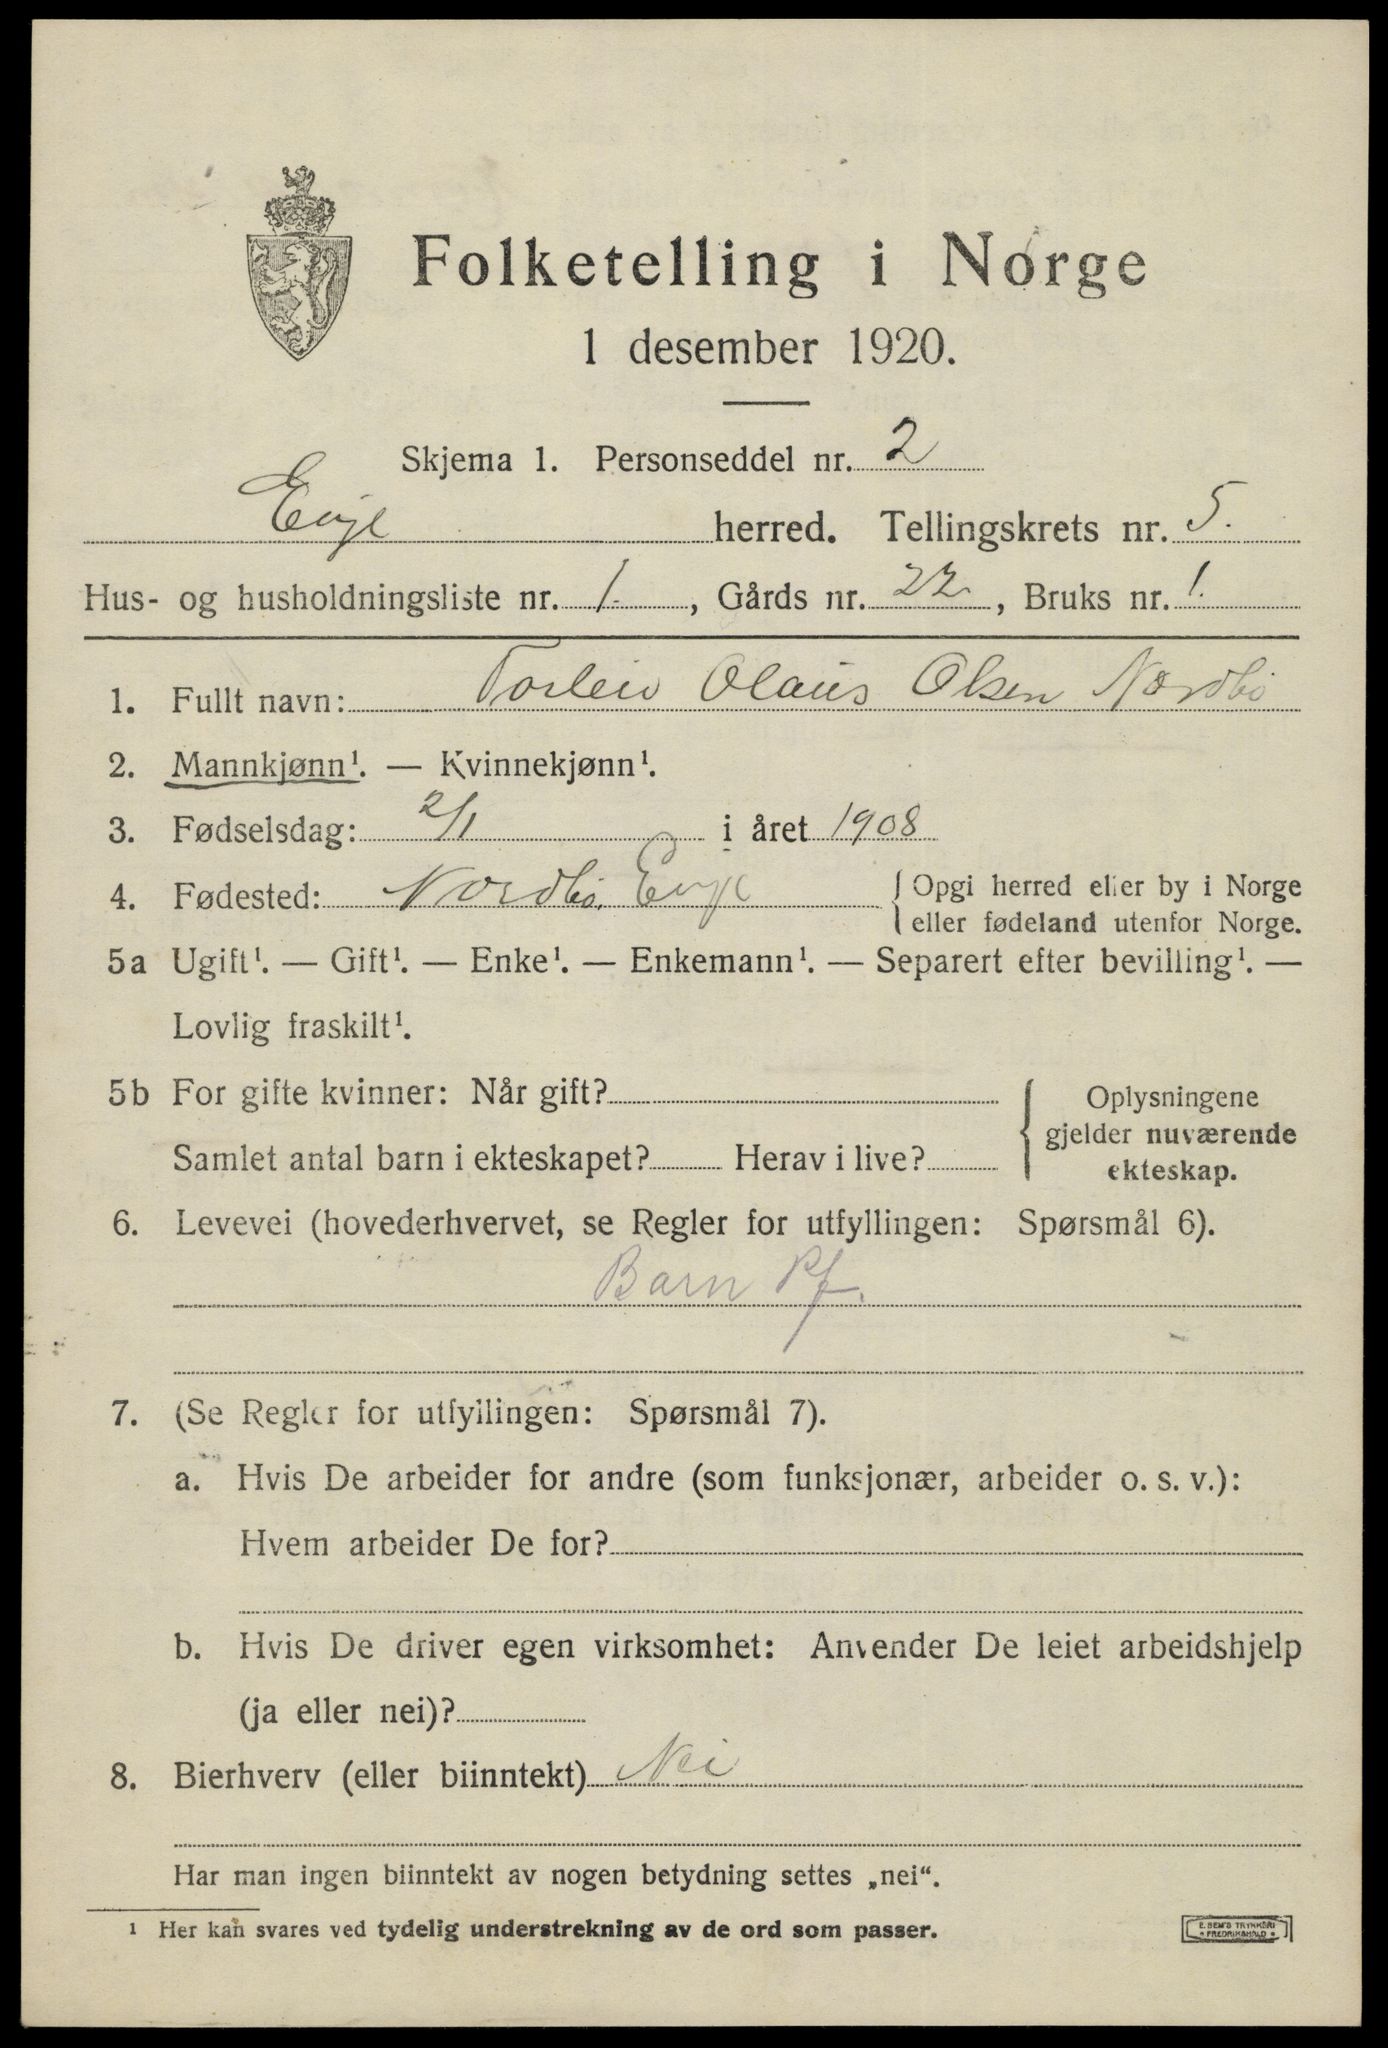 Folketelling i Norge
1 desember 1920.
Skjema 1. Personseddel nr. 2
Evje herred. Tellingskrets nr. 5.
Hus- og husholdningsliste nr. 1., Gårds nr. 22, Bruks nr. 1.
1. Fullt navn: Torleiv Olaus Olsen Nordbø
2. Mannkjønn¹. — Kvinnekjønn¹.
3. Fødselsdag: 2/1 i året 1908
4. Fødested: Nordbø, Evje { Opgi herred eller by i Norge
eller fødeland utenfor Norge.
5a Ugift¹. — Gift¹. — Enke¹. — Enkemann¹. — Separert efter bevilling¹. —
Lovlig fraskilt¹.
5b For gifte kvinner: Når gift? { Oplysningene
gjelder nuværende
Samlet antal barn i ekteskapet? Herav i live?
ekteskap.
6. Levevei (hovederhvervet, se Regler for utfyllingen: Spørsmål 6).
Barn Pf.
7. (Se Regler for utfyllingen: Spørsmål 7).
a. Hvis De arbeider for andre (som funksjonær, arbeider o. s. v.):
Hvem arbeider De for?
b. Hvis De driver egen virksomhet: Anvender De leiet arbeidshjelp
(ja eller nei)?
8. Bierhverv (eller biinntekt) Nei
Har man ingen biinntekt av nogen betydning settes „nei“.
¹ Her kan svares ved tydelig understrekning av de ord som passer.
E. SEM'S TRYKKERI
FREDRIKSHALD